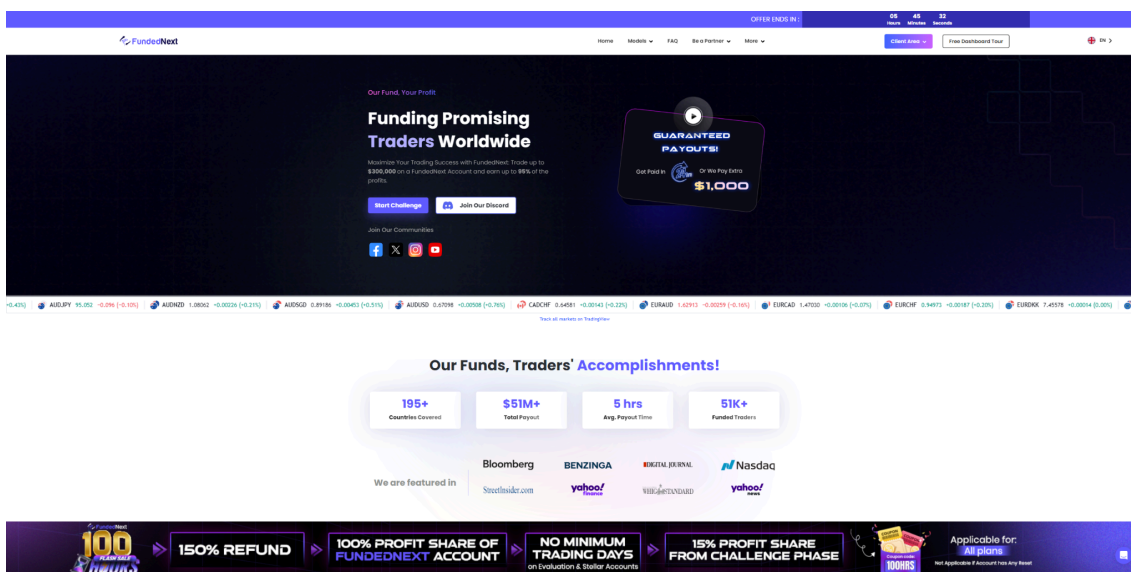 OFFER ENDS IN :
05 45 32
Hours Minutes Seconds
FundedNext
Home Models FAQ Be a Partner More
Client Area
Free Dashboard Tour
EN
Our Fund, Your Profit
Funding Promising
Traders Worldwide
Maximize Your Trading Success with FundedNext: Trade up to
$300,000 on a FundedNext Account and earn up to 95% of the
profits.
Start Challenge
Join Our Discord
Join Our Communities
GUARANTEED
PAYOUTS!
Get Paid In
Or We Pay Extra
$1,000
+0.43%) AUDJPY 95.052 -0.096 (-0.10%) AUDNZD 1.08062 +0.00226 (+0.21%) AUDSGD 0.89186 +0.00453 (+0.51%) AUDUSD 0.67098 +0.00508 (+0.76%) CADCHF 0.64581 +0.00143 (+0.22%) EURAUD 1.62913 -0.00259 (-0.16%) EURCAD 1.47030 +0.00106 (+0.07%) EURCHF 0.94973 +0.00187 (+0.20%) EURDKK 7.45578 +0.00014 (0.00%)
Track all markets on TradingView
Our Funds, Traders' Accomplishments!
195+
Countries Covered
$51M+
Total Payout
5 hrs
Avg. Payout Time
51K+
Funded Traders
We are featured in
Bloomberg BENZINGA DIGITAL JOURNAL Nasdaq
StreetInsider.com yahoo! finance THE STANDARD yahoo! news
FundedNext
100
FLASH SALE
HOURS
150% REFUND
100% PROFIT SHARE OF
FUNDEDNEXT ACCOUNT
NO MINIMUM
TRADING DAYS
on Evaluation & Stellar Accounts
15% PROFIT SHARE
FROM CHALLENGE PHASE
Coupon code:
100HRS
Applicable for:
All plans
Not Applicable if Account has Any Reset